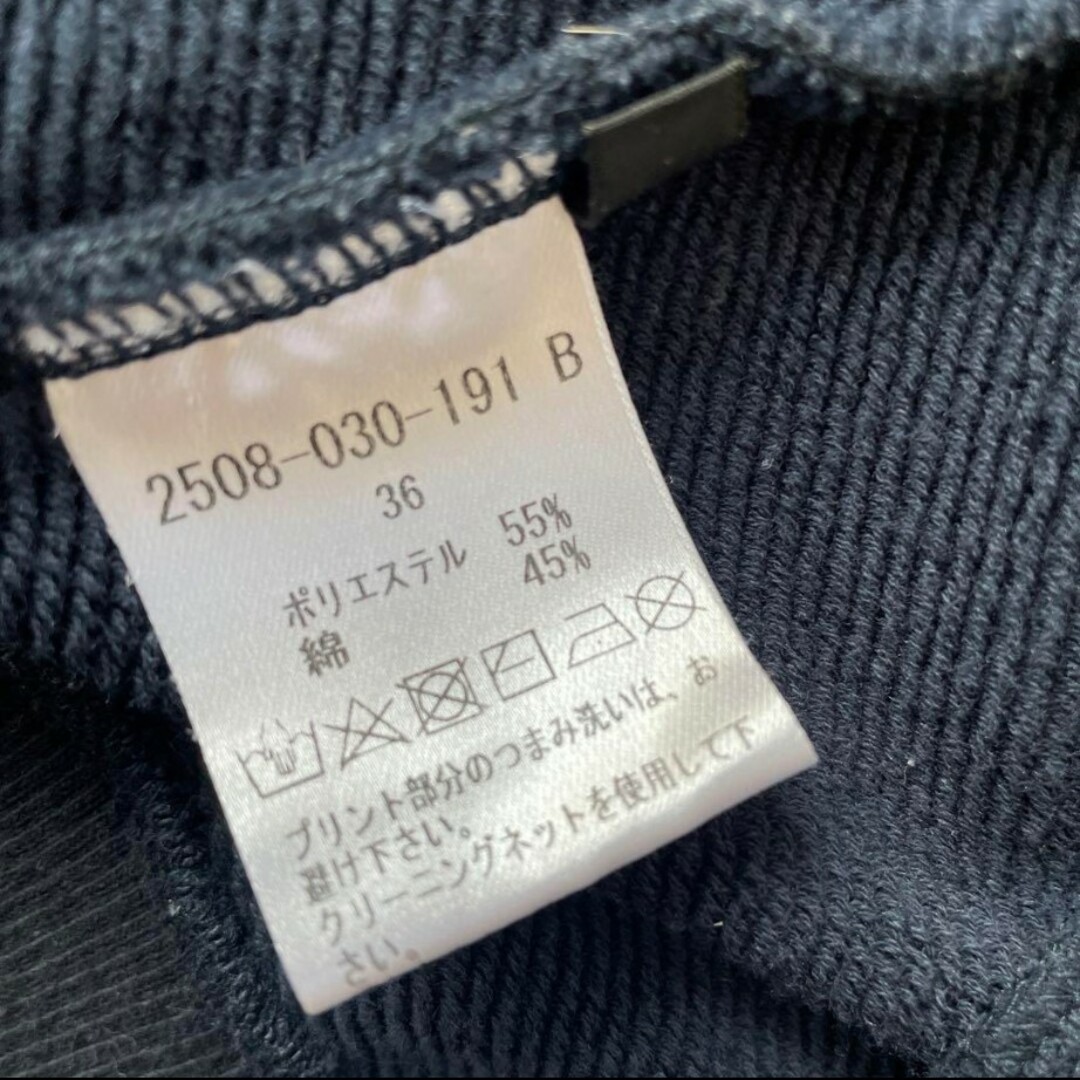 2508-030-191 B
36
ポリエステル 55%
綿 45%
プリント部分のつまみ洗いは、お
避け下さい。
クリーニングネットを使用して下
さい。